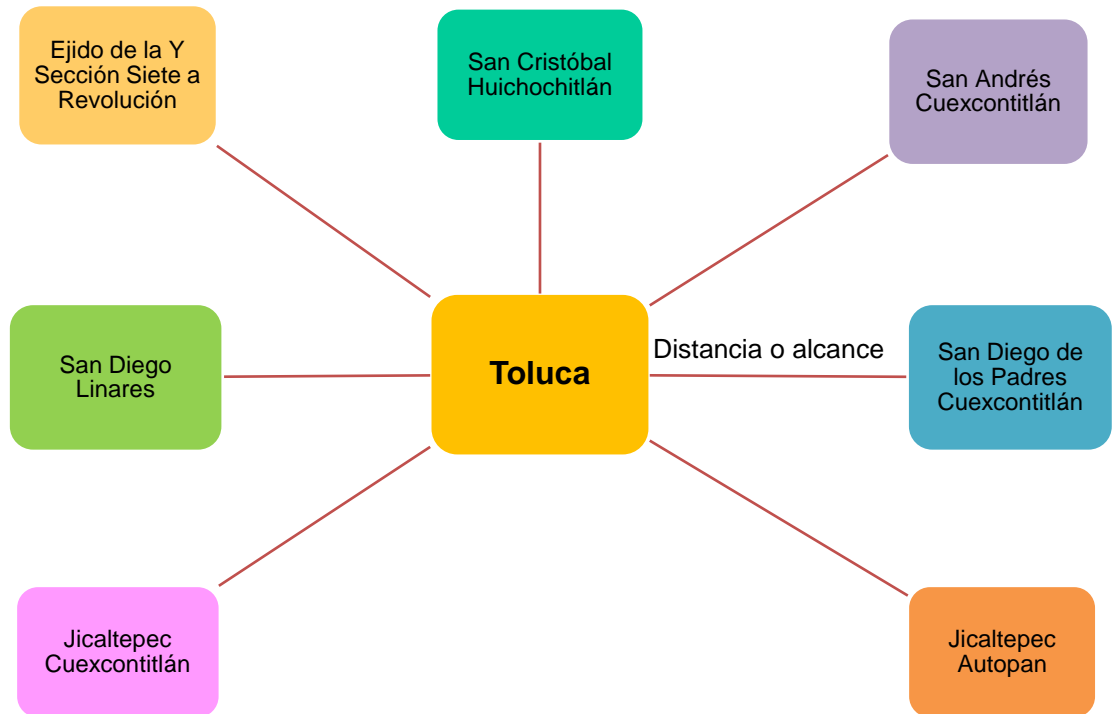 Ejido de la Y
Sección Siete a
Revolución
San Cristóbal
Huichochitlán
San Andrés
Cuexcontitlán
San Diego
Linares
Toluca
Distancia o alcance
San Diego de
los Padres
Cuexcontitlán
Jicaltepec
Cuexcontitlán
Jicaltepec
Autopan